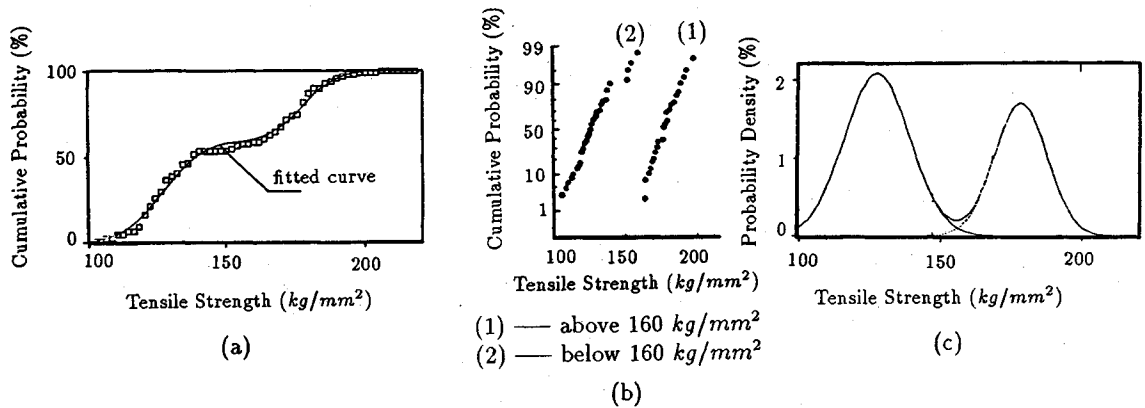 Cumulative Probability (%)
100
50
0
fitted curve
100
150
200
Tensile Strength (kg/mm²)
(a)
(b)
(2)
(1)
Cumulative Probability (%)
99
90
50
10
1
100
150
200
Tensile Strength (kg/mm²)
(1) — above 160 kg/mm²
(2) — below 160 kg/mm²
(b)
Probability Density (%)
2
1
0
100
150
200
Tensile Strength (kg/mm²)
(c)